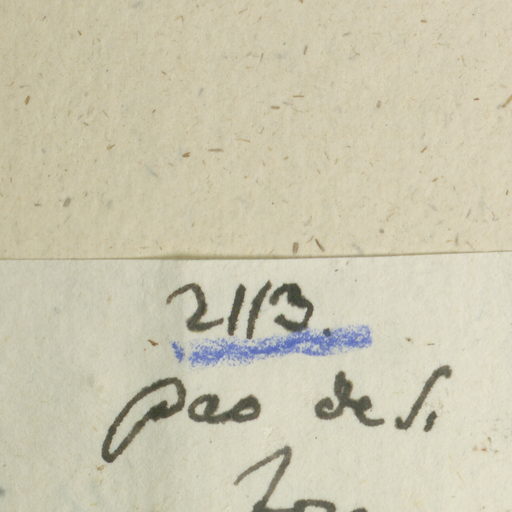 2113.
pao de S.